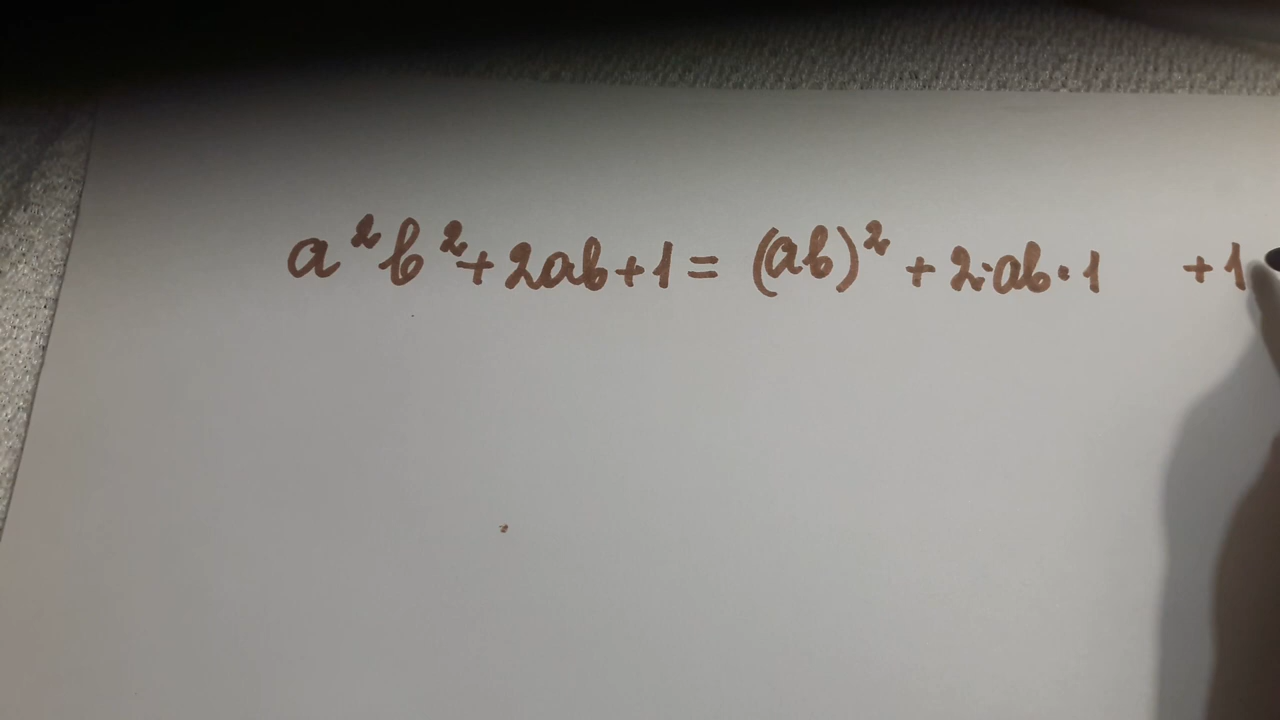 a²b²+2ab+1= (ab)² + 2·ab·1 +1